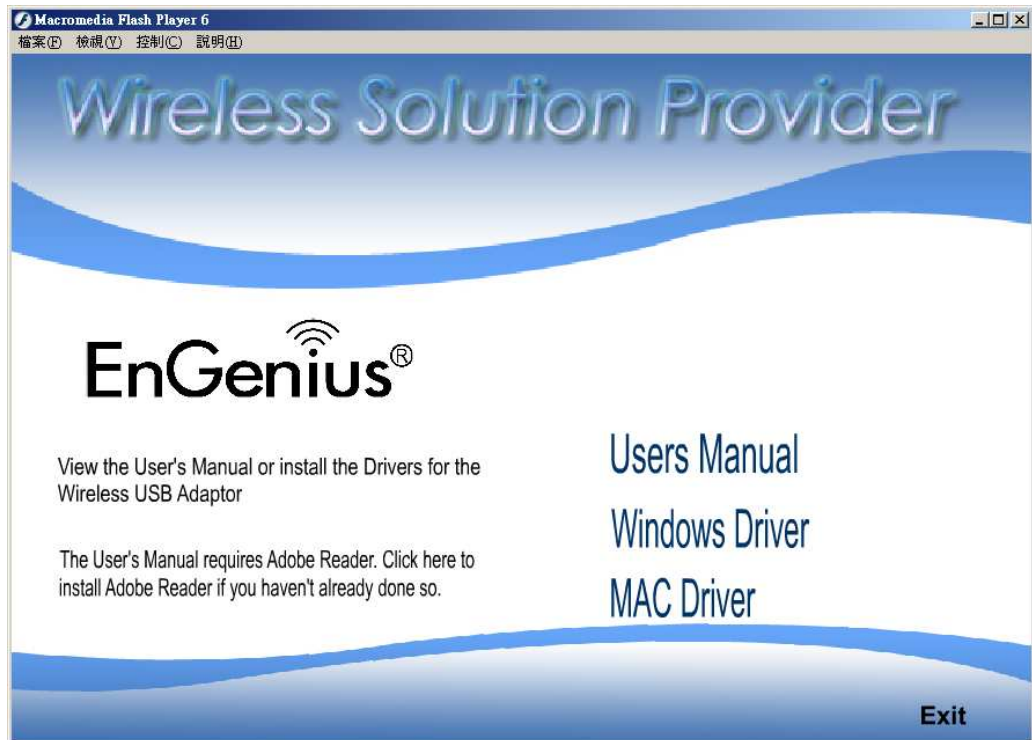 Macromedia Flash Player 6
檔案(F) 檢視(V) 控制(C) 說明(H)
Wireless Solution Provider
EnGenius®
View the User's Manual or install the Drivers for the
Wireless USB Adaptor
The User's Manual requires Adobe Reader. Click here to
install Adobe Reader if you haven't already done so.
Users Manual
Windows Driver
MAC Driver
Exit